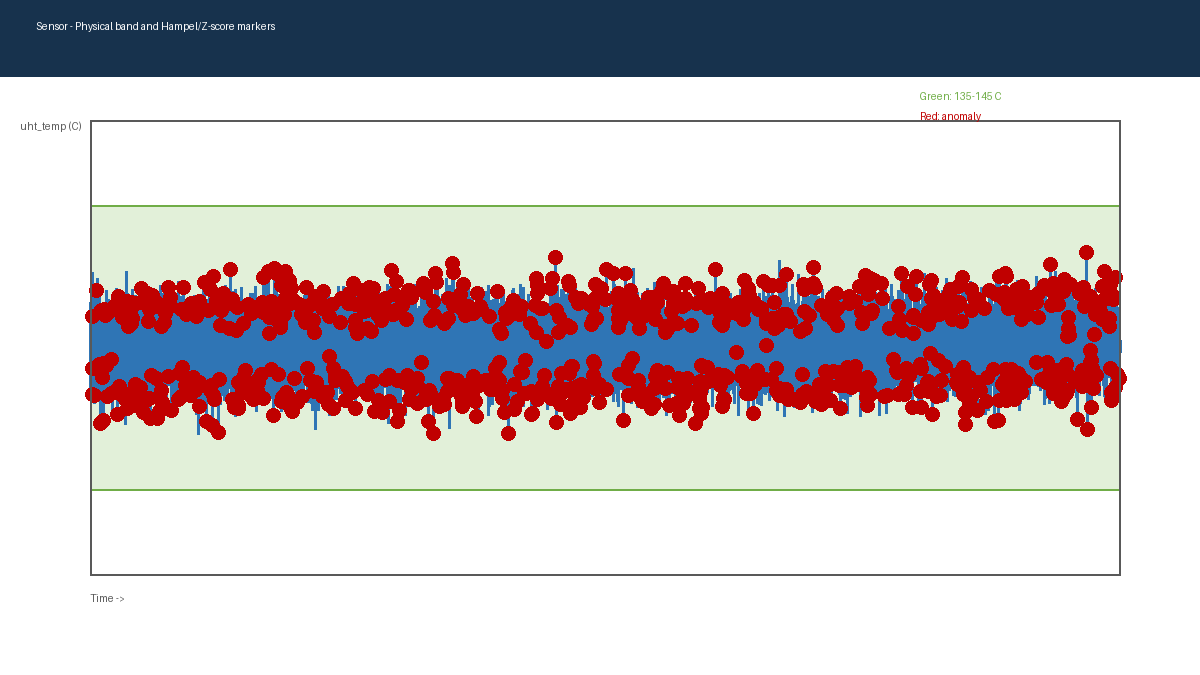 Sensor - Physical band and Hampel/Z-score markers
Green: 135-145 C
Red: anomaly
uht_temp (C)
Time ->